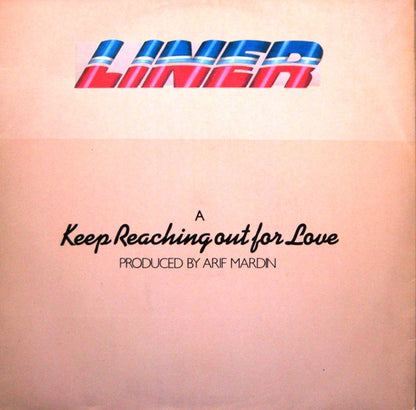 LINER
A
Keep Reaching out for Love
PRODUCED BY ARIF MARDIN